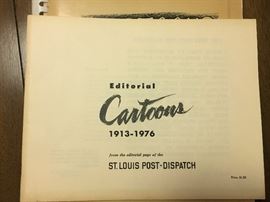 Editorial
Cartoons
1913-1976
from the editorial page of the
ST. LOUIS POST-DISPATCH